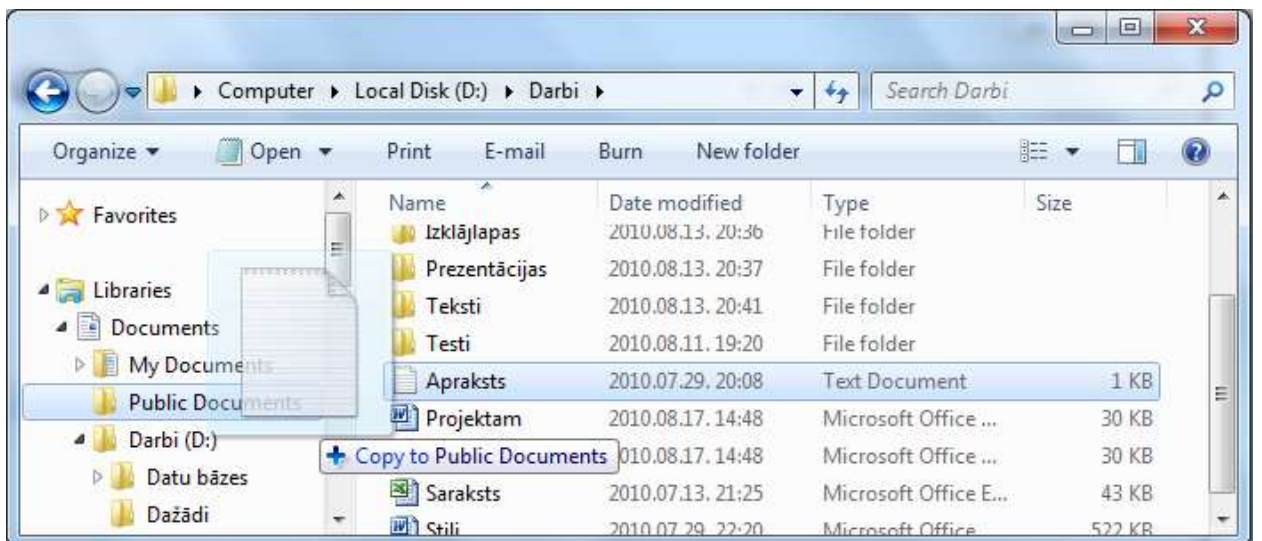 Computer Local Disk (D:) Darbi Search Darbi
Organize Open Print E-mail Burn New folder
Name Date modified Type Size
Favorites
Libraries
Documents
My Documents
Public Documents
Darbi (D:)
Datu bāzes
Dažādi
Izklājlapas 2010.08.13. 20:36 File folder
Prezentācijas 2010.08.13. 20:37 File folder
Teksti 2010.08.13. 20:41 File folder
Testi 2010.08.11. 19:20 File folder
Apraksts 2010.07.29. 20:08 Text Document 1 KB
Projektam 2010.08.17. 14:48 Microsoft Office ... 30 KB
Copy to Public Documents 2010.08.17. 14:48 Microsoft Office ... 30 KB
Saraksts 2010.07.13. 21:25 Microsoft Office E... 43 KB
Stili 2010.07.29. 22:20 Microsoft Office 522 KB